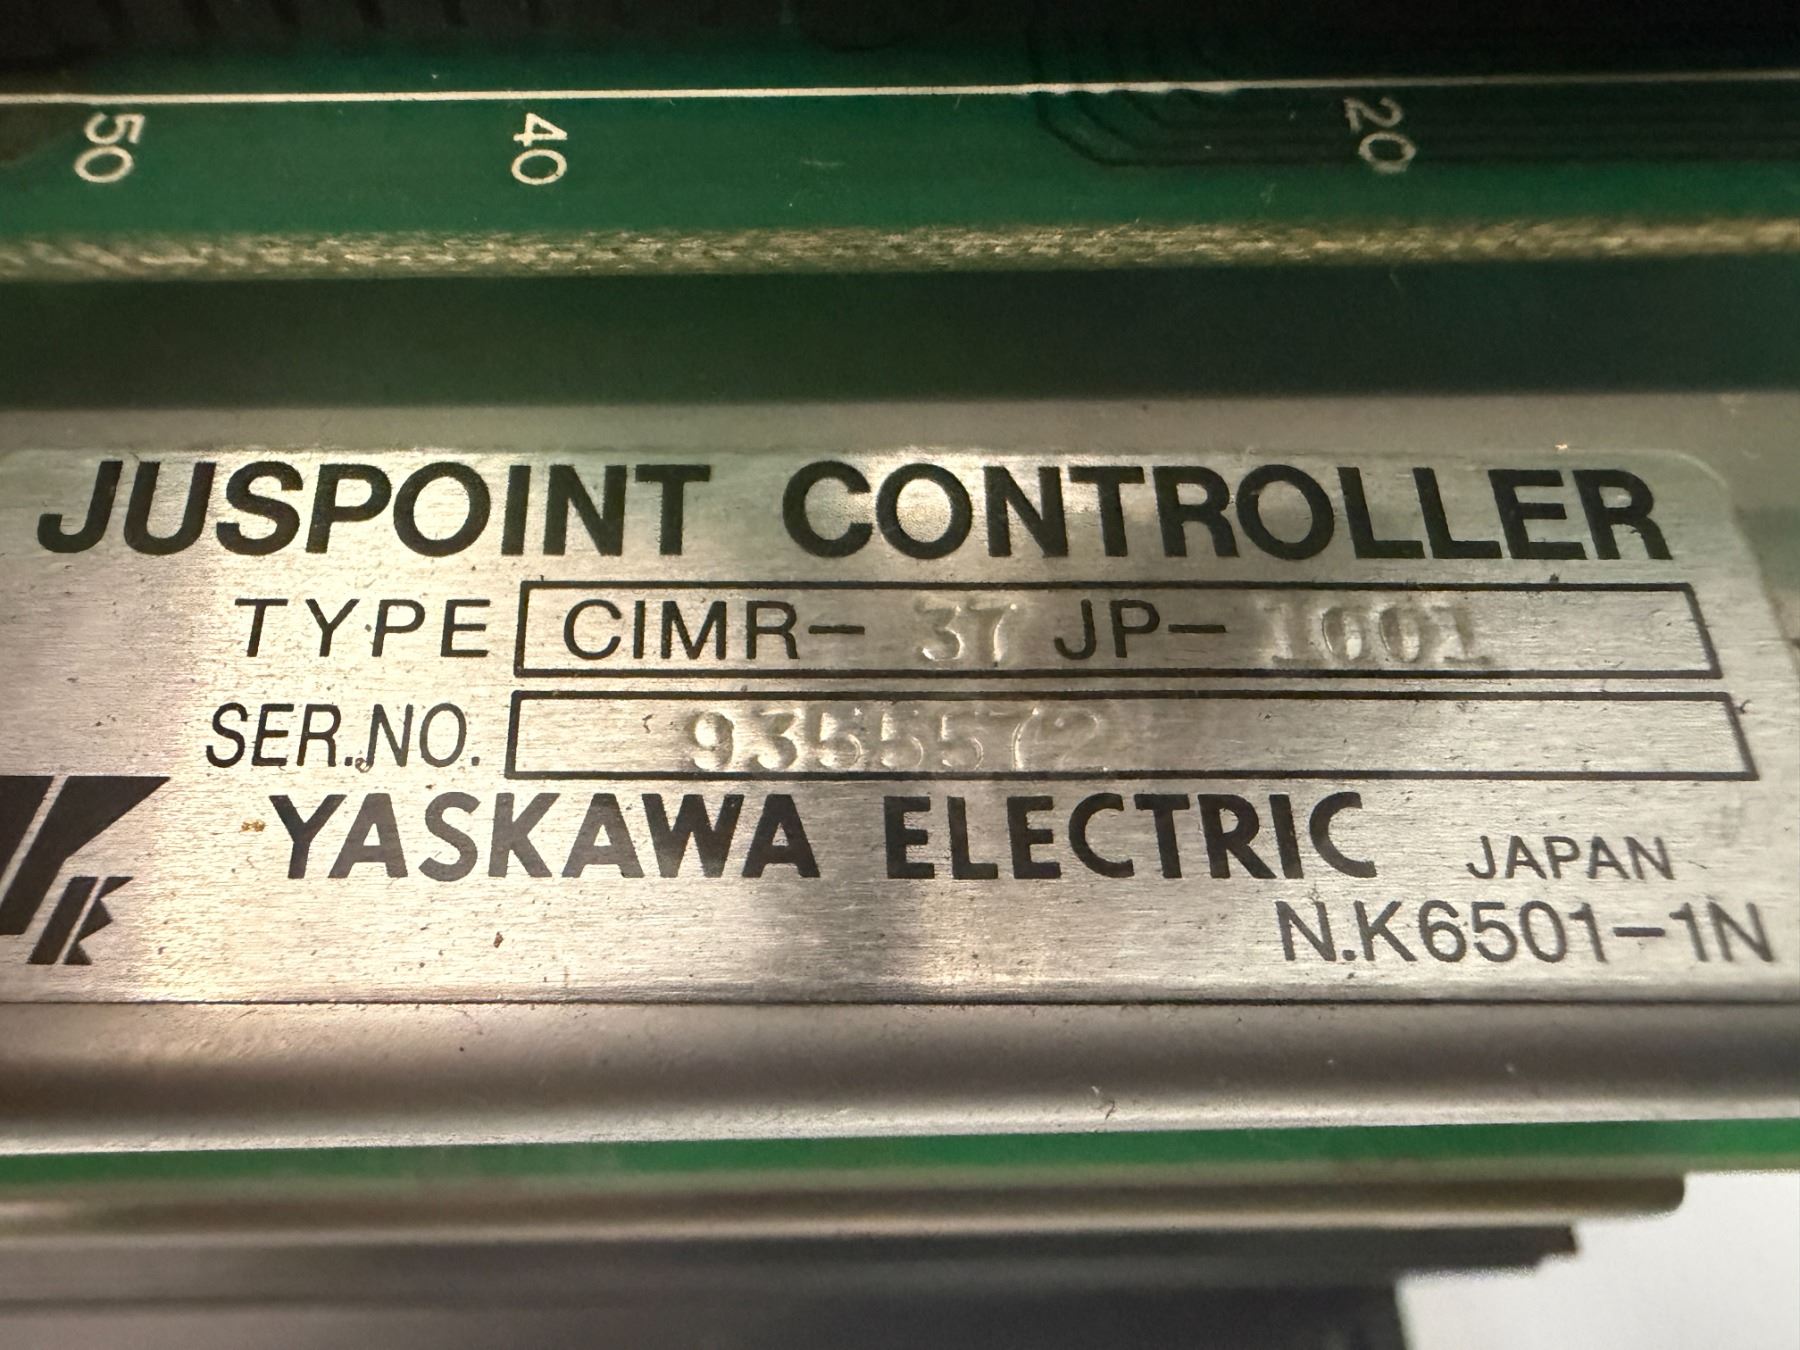 50 40 20
JUSPOINT CONTROLLER
TYPE CIMR- 37 JP- 1001
SER.NO. 9355572
YASKAWA ELECTRIC JAPAN
N.K6501-1N